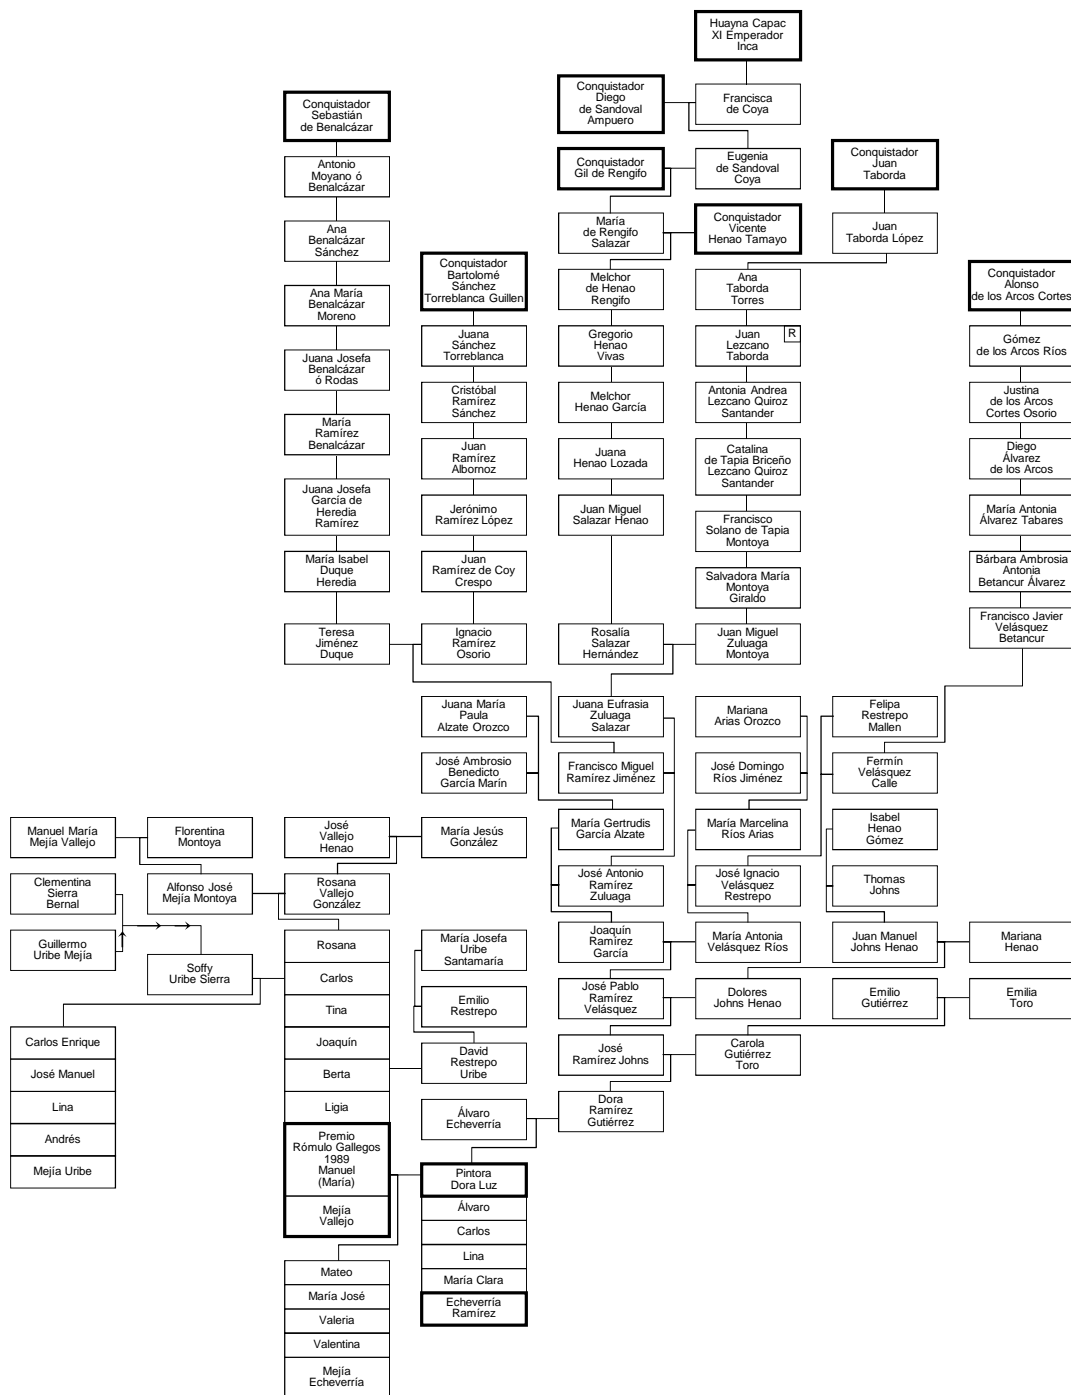 Huayna Capac
XI Emperador
Inca
Conquistador
Diego
de Sandoval
Ampuero
Francisca
de Coya
Conquistador
Sebastián
de Benalcázar
Conquistador
Gil de Rengifo
Eugenia
de Sandoval
Coya
Conquistador
Juan
Taborda
Antonio
Moyano ó
Benalcázar
María
de Rengifo
Salazar
Conquistador
Vicente
Henao Tamayo
Juan
Taborda López
Ana
Benalcázar
Sánchez
Conquistador
Bartolomé
Sánchez
Torreblanca Guillen
Melchor
de Henao
Rengifo
Ana
Taborda
Torres
Conquistador
Alonso
de los Arcos Cortes
Ana María
Benalcázar
Moreno
Juana
Sánchez
Torreblanca
Gregorio
Henao
Vivas
Juan
Lezcano
Taborda
R
Gómez
de los Arcos Ríos
Juana Josefa
Benalcázar
ó Rodas
Cristóbal
Ramírez
Sánchez
Melchor
Henao García
Antonia Andrea
Lezcano Quiroz
Santander
Justina
de los Arcos
Cortes Osorio
María
Ramírez
Benalcázar
Juan
Ramírez
Albornoz
Juana
Henao Lozada
Catalina
de Tapia Briceño
Lezcano Quiroz
Santander
Diego
Álvarez
de los Arcos
Juana Josefa
García de
Heredia
Ramírez
Jerónimo
Ramírez López
Juan Miguel
Salazar Henao
Francisco
Solano de Tapia
Montoya
María Antonia
Álvarez Tabares
María Isabel
Duque
Heredia
Juan
Ramírez de Coy
Crespo
Salvadora María
Montoya
Giraldo
Bárbara Ambrosia
Antonia
Betancur Álvarez
Teresa
Jiménez
Duque
Ignacio
Ramírez
Osorio
Rosalía
Salazar
Hernández
Juan Miguel
Zuluaga
Montoya
Francisco Javier
Velásquez
Betancur
Juana María
Paula
Alzate Orozco
Juana Eufrasia
Zuluaga
Salazar
Mariana
Arias Orozco
Felipa
Restrepo
Mallen
José Ambrosio
Benedicto
García Marín
Francisco Miguel
Ramírez Jiménez
José Domingo
Ríos Jiménez
Fermín
Velásquez
Calle
Manuel María
Mejía Vallejo
Florentina
Montoya
José
Vallejo
Henao
María Jesús
González
María Gertrudis
García Alzate
María Marcelina
Ríos Arias
Isabel
Henao
Gómez
Clementina
Sierra
Bernal
Alfonso José
Mejía Montoya
Rosana
Vallejo
González
José Antonio
Ramírez
Zuluaga
José Ignacio
Velásquez
Restrepo
Thomas
Johns
Guillermo
Uribe Mejía
Soffy
Uribe Sierra
Rosana
Carlos
Tina
Joaquín
Berta
Ligia
María Josefa
Uribe
Santamaría
Joaquín
Ramírez
García
María Antonia
Velásquez Ríos
Juan Manuel
Johns Henao
Mariana
Henao
Emilio
Restrepo
José Pablo
Ramírez
Velásquez
Dolores
Johns Henao
Emilio
Gutiérrez
Emilia
Toro
Carlos Enrique
José Manuel
Lina
Andrés
Mejía Uribe
David
Restrepo
Uribe
José
Ramírez Johns
Carola
Gutiérrez
Toro
Álvaro
Echeverría
Dora
Ramírez
Gutiérrez
Premio
Rómulo Gallegos
1989
Manuel
(María)
Mejía
Vallejo
Pintora
Dora Luz
Álvaro
Carlos
Lina
María Clara
Echeverría
Ramírez
Mateo
María José
Valeria
Valentina
Mejía
Echeverría